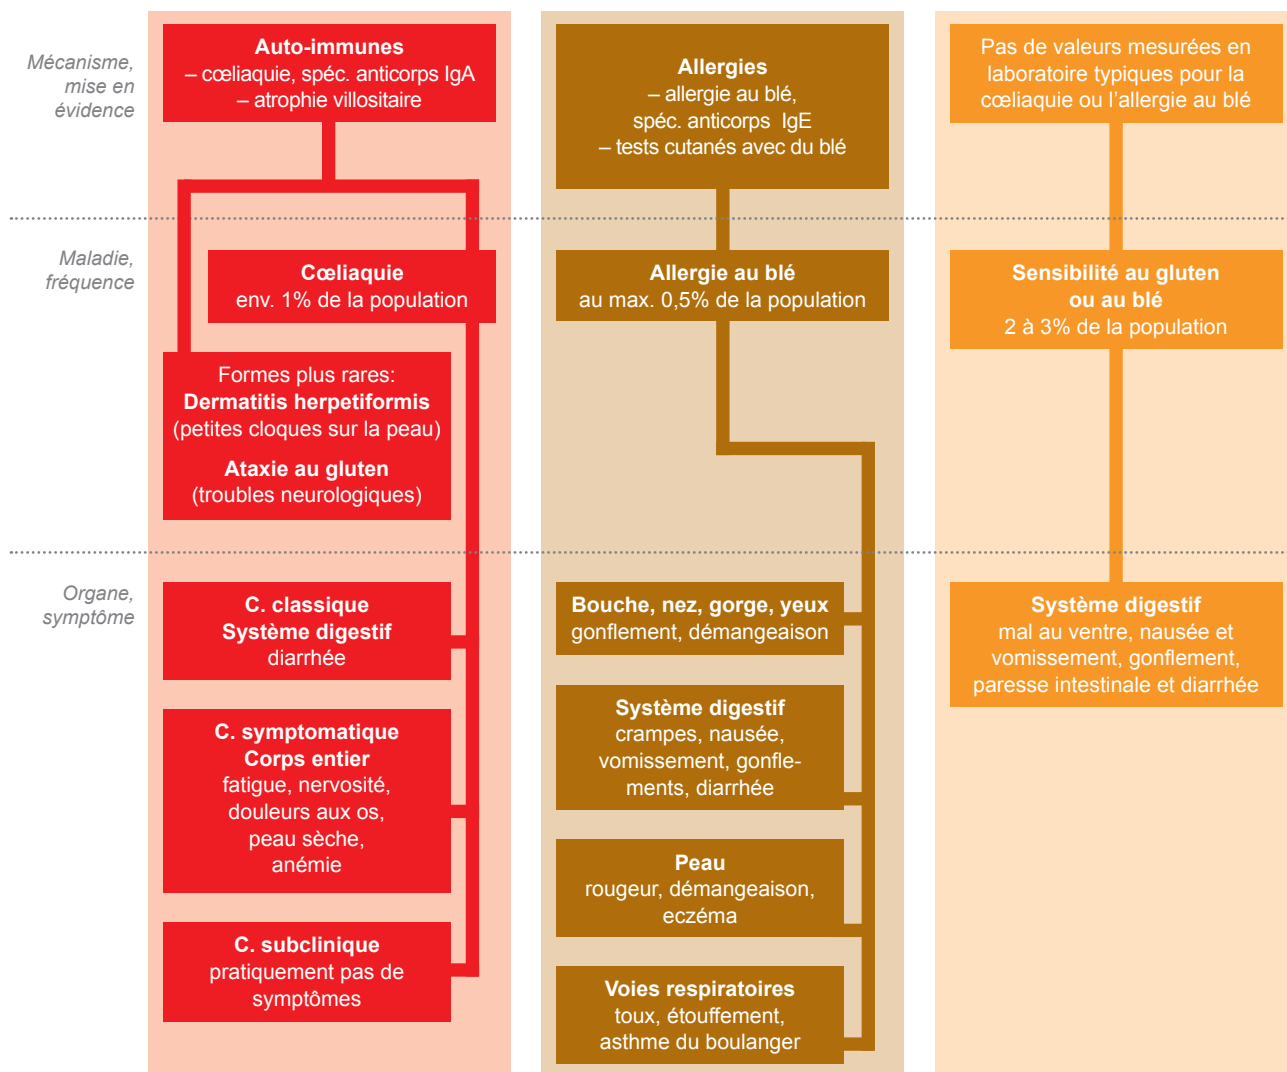 Mécanisme,
mise en
évidence
Auto-immunes
– cœliaquie, spéc. anticorps IgA
– atrophie villositaire
Allergies
– allergie au blé,
spéc. anticorps IgE
– tests cutanés avec du blé
Pas de valeurs mesurées en
laboratoire typiques pour la
cœliaquie ou l’allergie au blé
Maladie,
fréquence
Cœliaquie
env. 1% de la population
Formes plus rares:
Dermatitis herpetiformis
(petites cloques sur la peau)
Ataxie au gluten
(troubles neurologiques)
Allergie au blé
au max. 0,5% de la population
Sensibilité au gluten
ou au blé
2 à 3% de la population
Organe,
symptôme
C. classique
Système digestif
diarrhée
C. symptomatique
Corps entier
fatigue, nervosité,
douleurs aux os,
peau sèche,
anémie
C. subclinique
pratiquement pas de
symptômes
Bouche, nez, gorge, yeux
gonflement, démangeaison
Système digestif
crampes, nausée,
vomissement, gonfle-
ments, diarrhée
Peau
rougeur, démangeaison,
eczéma
Voies respiratoires
toux, étouffement,
asthme du boulanger
Système digestif
mal au ventre, nausée et
vomissement, gonflement,
paresse intestinale et diarrhée